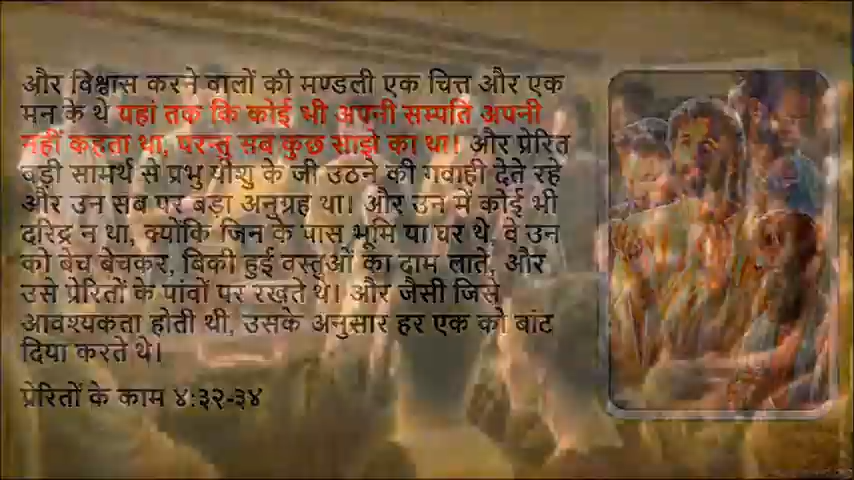 और विश्वास करने वालों की मण्डली एक चित्त और एक
मन के थे यहां तक कि कोई भी अपनी सम्पति अपनी
नहीं कहता था, परन्तु सब कुछ साझे का था। और प्रेरित
बड़ी सामर्थ से प्रभु यीशु के जी उठने की गवाही देते रहे
और उन सब पर बड़ा अनुग्रह था। और उन में कोई भी
दरिद्र न था, क्योंकि जिन के पास भूमि या घर थे, वे उन
को बेच बेचकर, बिकी हुई वस्तुओं का दाम लाते, और
उसे प्रेरितों के पांवों पर रखते थे। और जैसी जिसे
आवश्यकता होती थी, उसके अनुसार हर एक को बांट
दिया करते थे।
प्रेरितों के काम ४:३२-३४